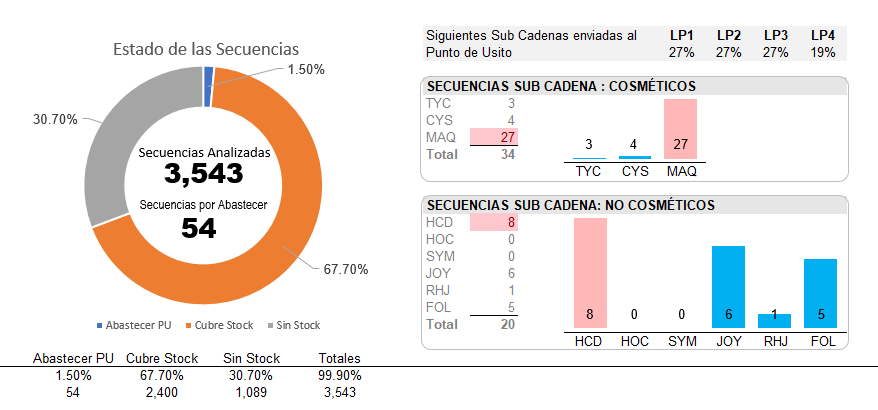 Estado de las Secuencias
1.50%
30.70%
Secuencias Analizadas
3,543
Secuencias por Abastecer
54
67.70%
Abastecer PU Cubre Stock Sin Stock
Abastecer PU Cubre Stock Sin Stock Totales
1.50% 67.70% 30.70% 99.90%
54 2,400 1,089 3,543
Siguientes Sub Cadenas enviadas al LP1 LP2 LP3 LP4
Punto de Usito 27% 27% 27% 19%
SECUENCIAS SUB CADENA : COSMÉTICOS
TYC 3
CYS 4
MAQ 27
Total 34
3 4 27
TYC CYS MAQ
SECUENCIAS SUB CADENA: NO COSMÉTICOS
HCD 8
HOC 0
SYM 0
JOY 6
RHJ 1
FOL 5
Total 20
8 0 0 6 1 5
HCD HOC SYM JOY RHJ FOL